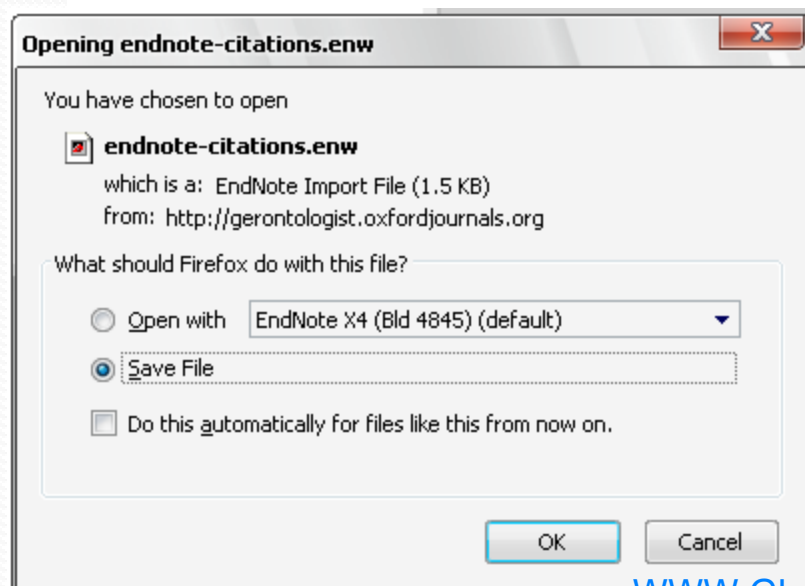 Opening endnote-citations.enw
You have chosen to open
endnote-citations.enw
which is a: EndNote Import File (1.5 KB)
from: http://gerontologist.oxfordjournals.org
What should Firefox do with this file?
Open with EndNote X4 (Bld 4845) (default)
Save File
Do this automatically for files like this from now on.
OK Cancel